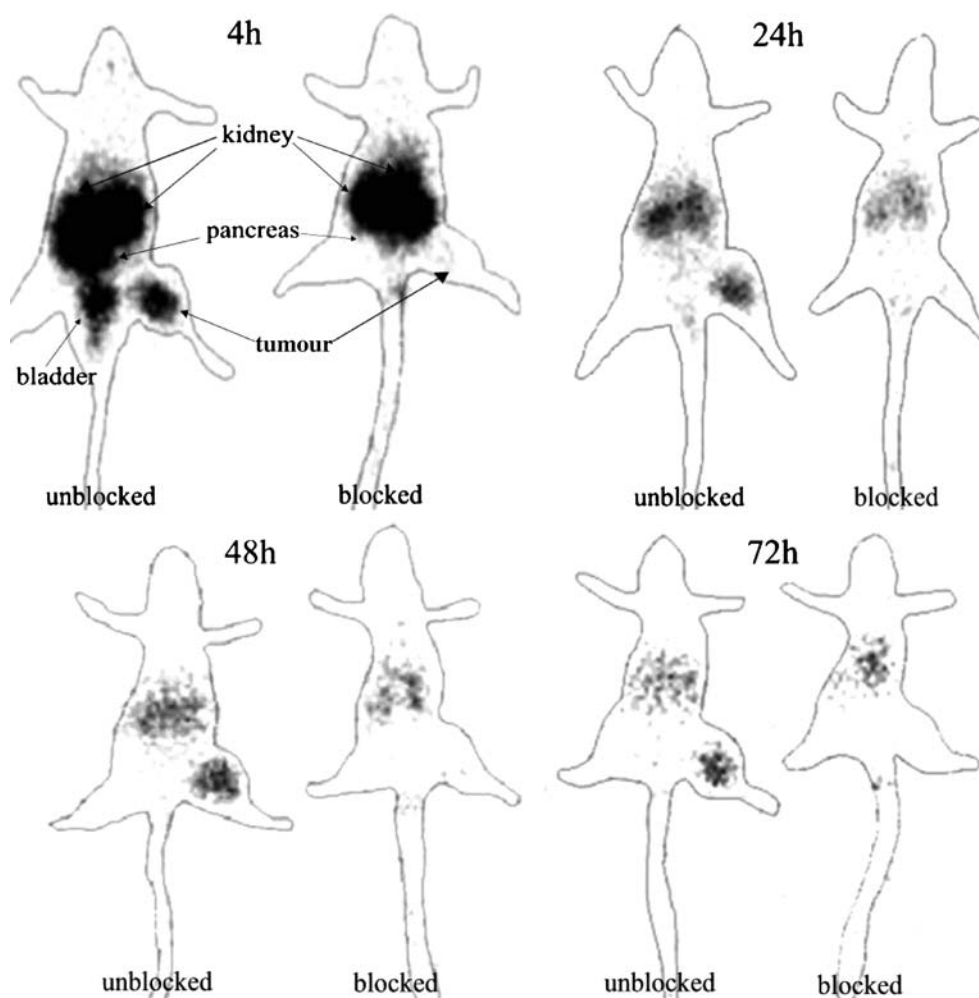 4h
24h
kidney
pancreas
tumour
bladder
unblocked
blocked
unblocked
blocked
48h
72h
unblocked
blocked
unblocked
blocked